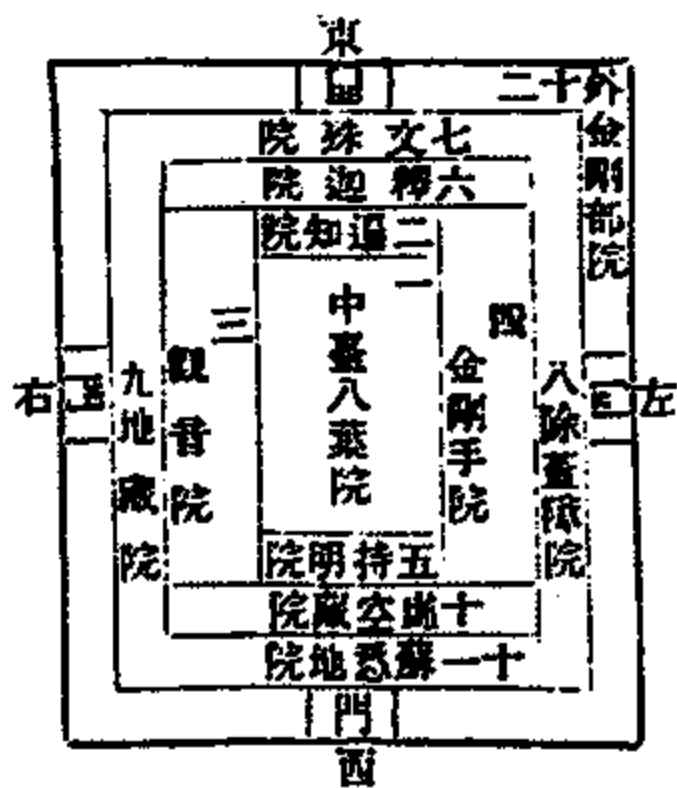 東
門
十二
外金剛部院
七文殊院
六釋迦院
二遍知院
一
中臺八葉院
四
金剛手院
八除蓋障院
門
左
三
觀音院
九地藏院
門
右
五持明院
十虛空藏院
十一蘇悉地院
門
西